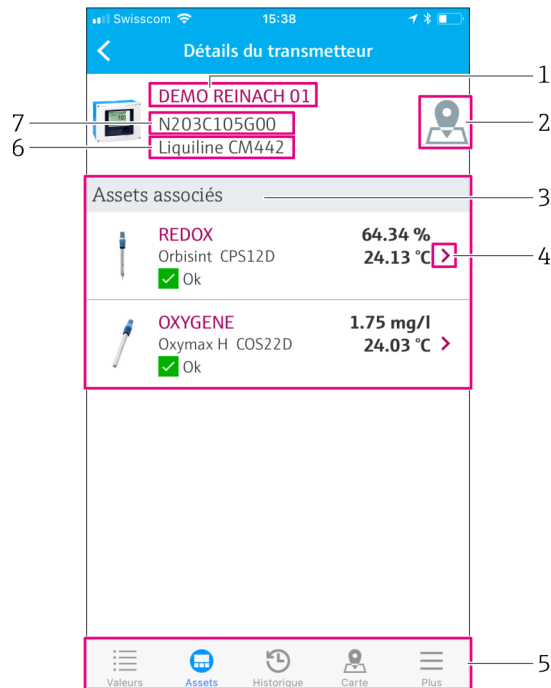 Swisscom 15:38
Détails du transmetteur
1
DEMO REINACH 01
2
7
N203C105G00
6
Liquiline CM442
Assets associés
3
REDOX 64.34 %
Orbisint CPS12D 24.13 °C
4
Ok
OXYGENE 1.75 mg/l
Oxymax H COS22D 24.03 °C
Ok
5
Valeurs Assets Historique Carte Plus